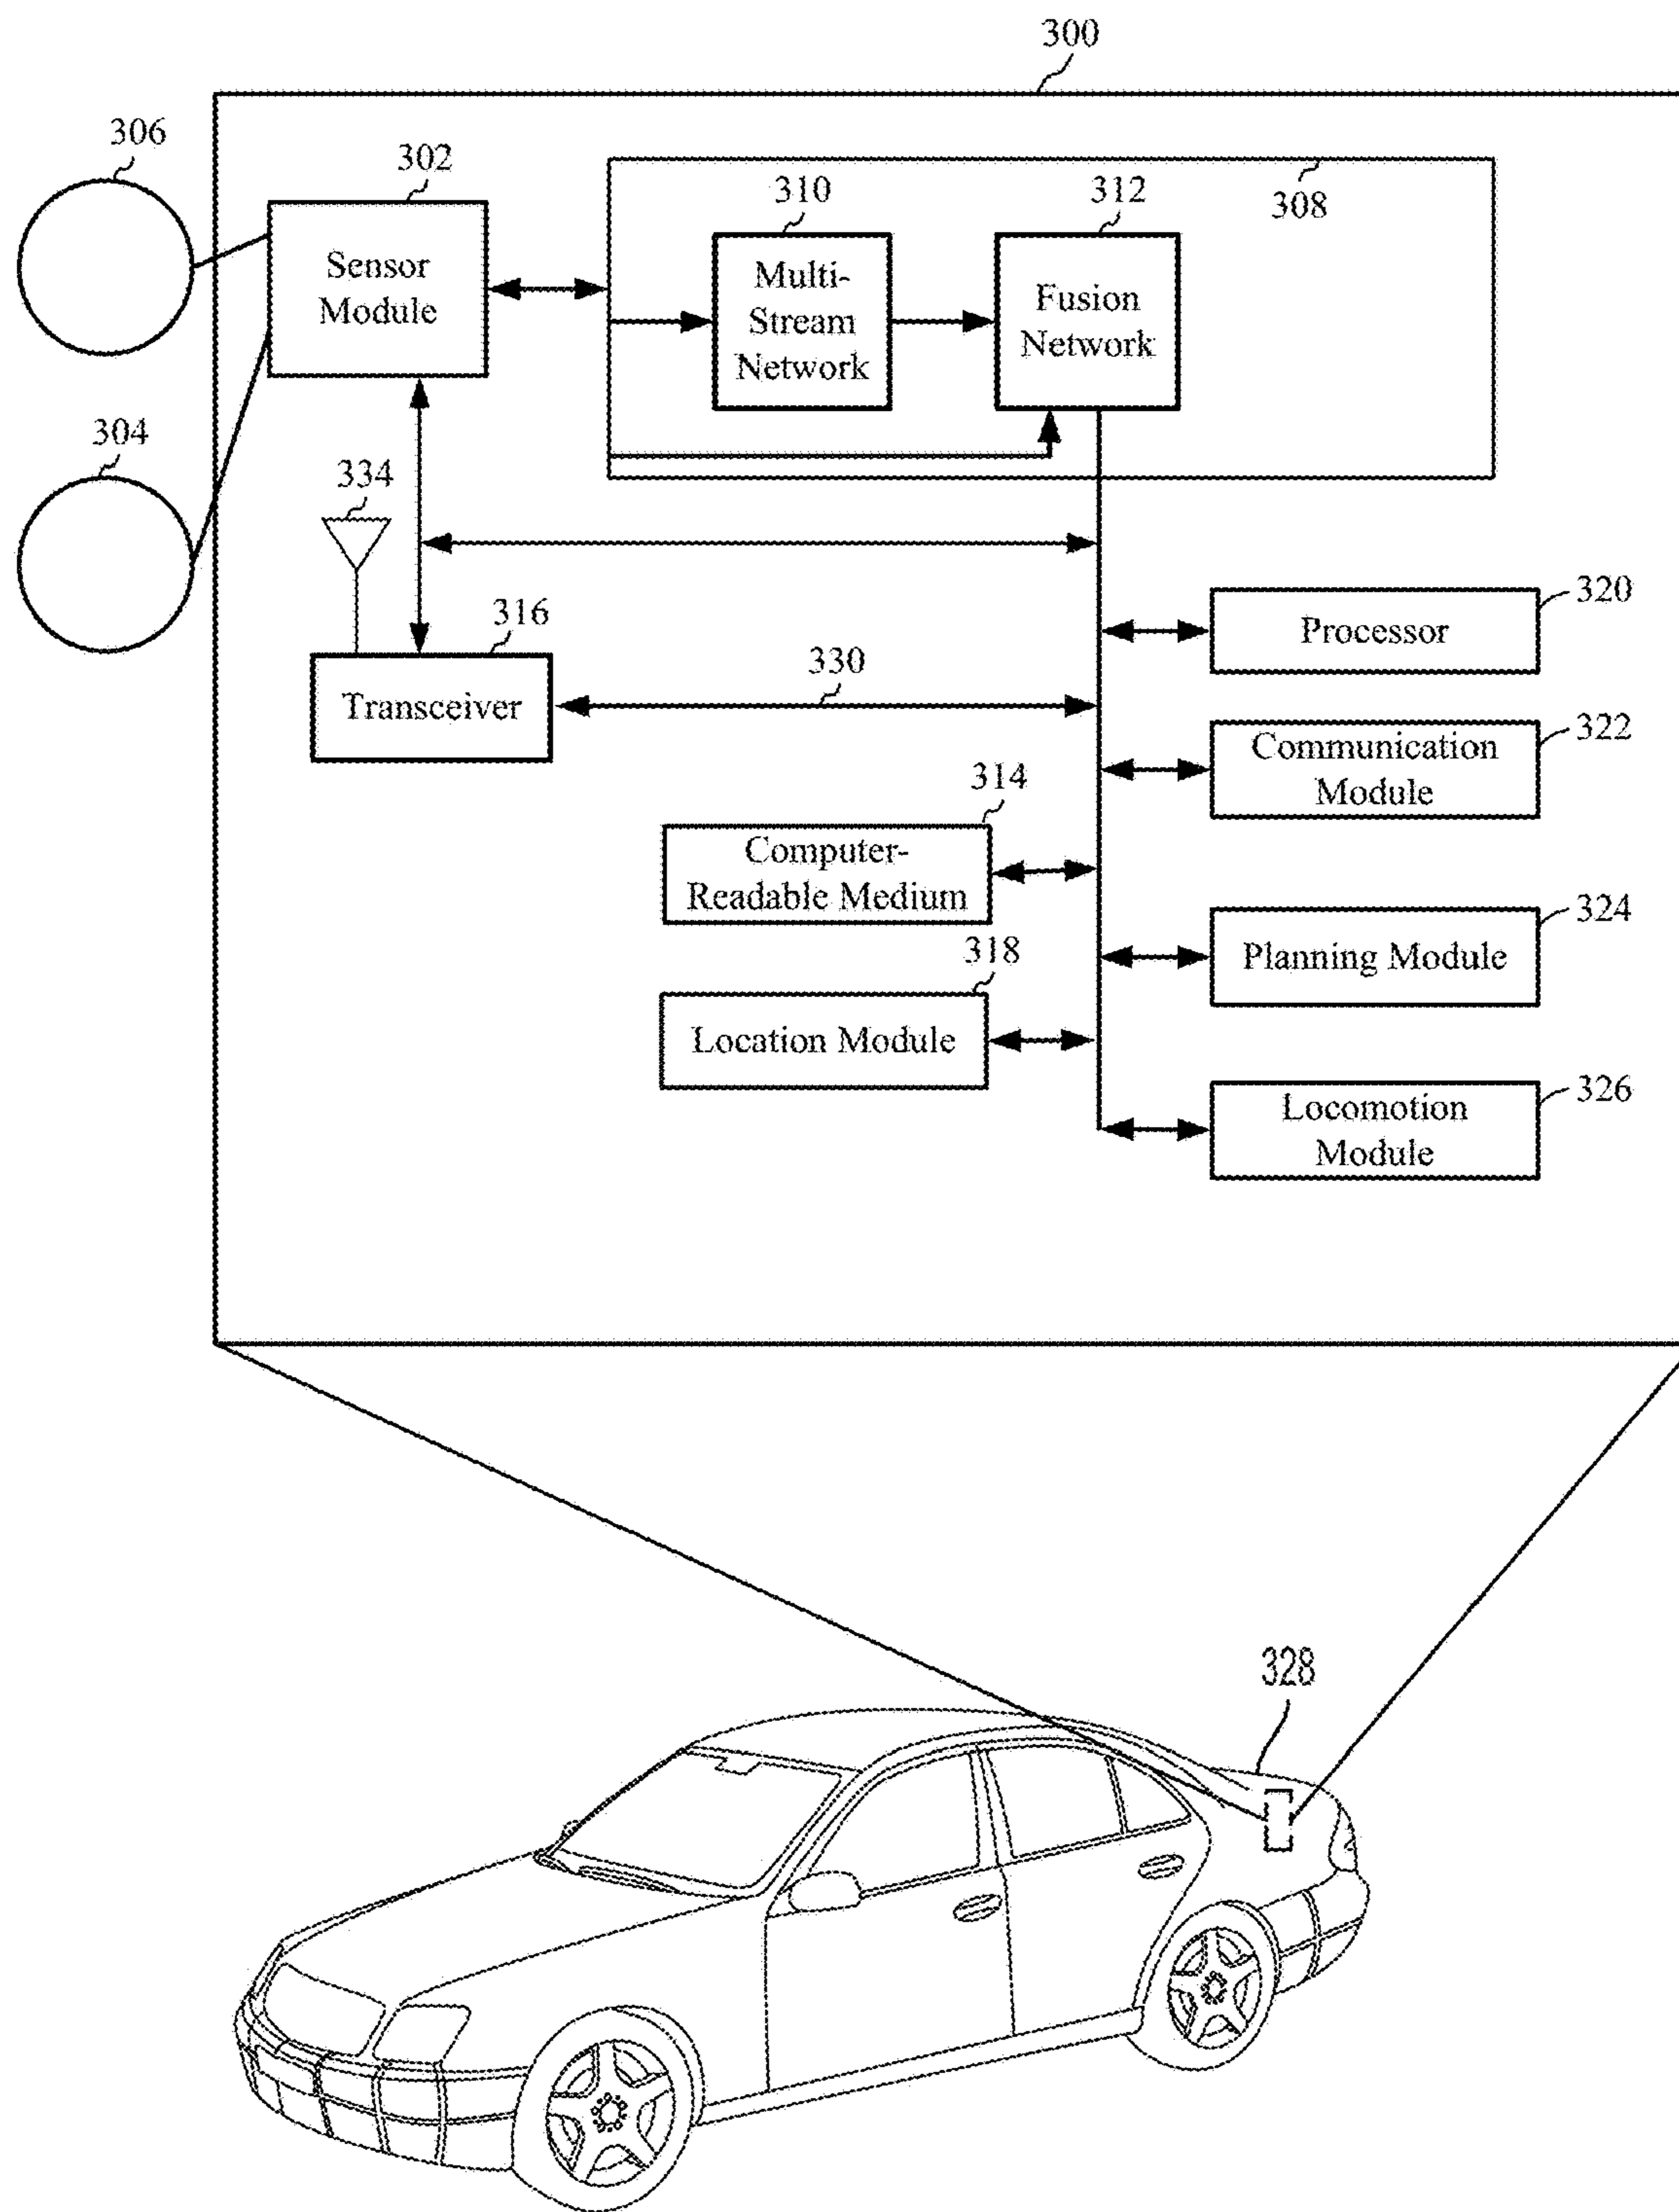 300
306
302
310
312
308
Sensor
Module
Multi-
Stream
Network
Fusion
Network
304
334
316
Transceiver
330
320
Processor
322
Communication
Module
314
Computer-
Readable Medium
324
Planning Module
318
Location Module
326
Locomotion
Module
328